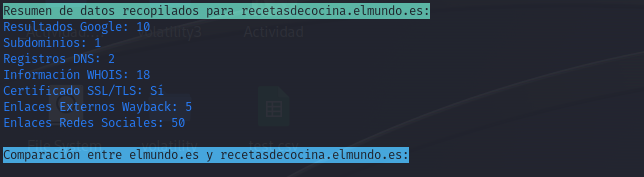 Resumen de datos recopilados para recetasdecocina.elmundo.es:
Resultados Google: 10
Subdominios: 1
Registros DNS: 2
Información WHOIS: 18
Certificado SSL/TLS: Sí
Enlaces Externos Wayback: 5
Enlaces Redes Sociales: 50
Comparación entre elmundo.es y recetasdecocina.elmundo.es: